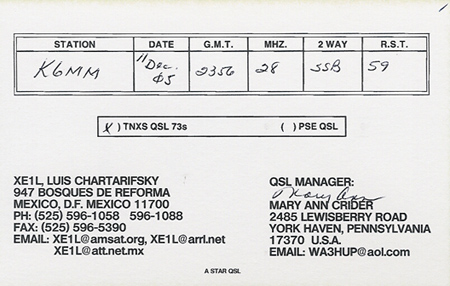 STATION DATE G.M.T. MHZ. 2 WAY R.S.T.
K6MM 11 Dec. 05 2356 28 SSB 59
(X) TNXS QSL 73s ( ) PSE QSL
XE1L, LUIS CHARTARIFSKY
947 BOSQUES DE REFORMA
MEXICO, D.F. MEXICO 11700
PH: (525) 596-1058 596-1088
FAX: (525) 596-5390
EMAIL: XE1L@amsat.org, XE1L@arrl.net
XE1L@att.net.mx
QSL MANAGER:
Mary Ann
MARY ANN CRIDER
2485 LEWISBERRY ROAD
YORK HAVEN, PENNSYLVANIA
17370 U.S.A.
EMAIL: WA3HUP@aol.com
A STAR QSL